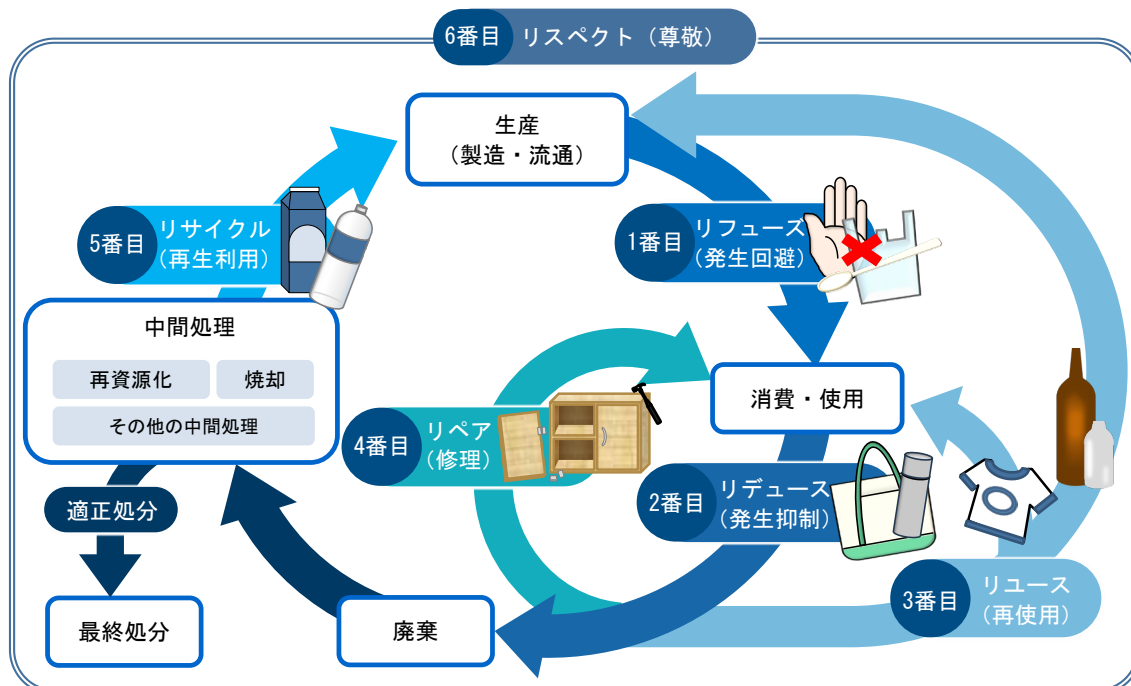 6番目 リスペクト（尊敬）
生産
（製造・流通）
5番目
リサイクル
（再生利用）
1番目
リフューズ
（発生回避）
中間処理
再資源化
焼却
その他の中間処理
消費・使用
4番目
リペア
（修理）
2番目
リデュース
（発生抑制）
適正処分
3番目
リユース
（再使用）
最終処分
廃棄